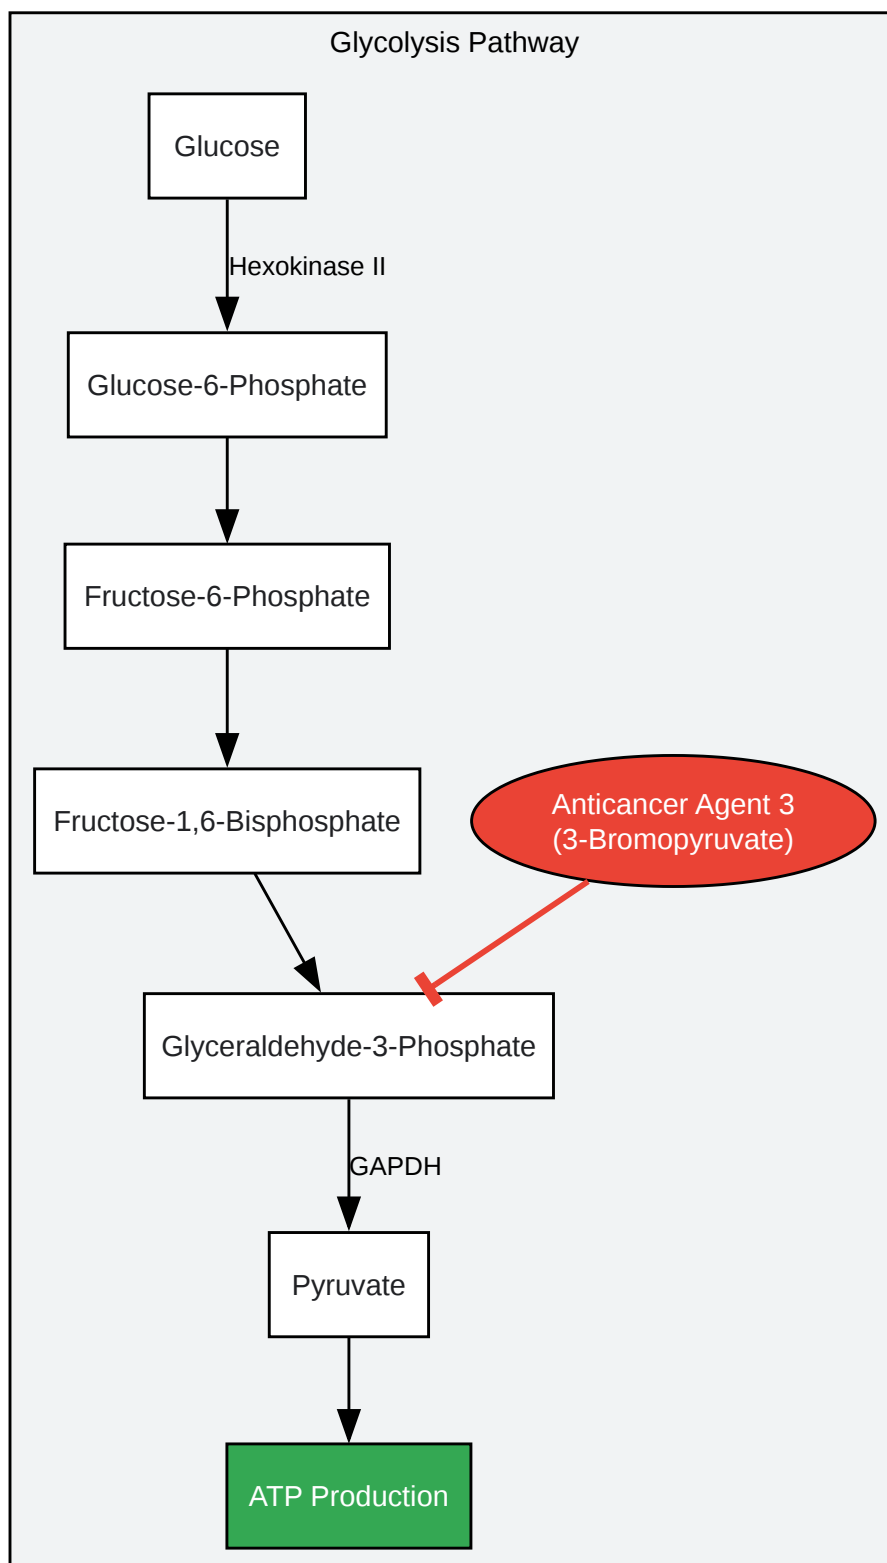 Glycolysis Pathway
Glucose
Hexokinase II
Glucose-6-Phosphate
Fructose-6-Phosphate
Fructose-1,6-Bisphosphate
Anticancer Agent 3
(3-Bromopyruvate)
Glyceraldehyde-3-Phosphate
GAPDH
Pyruvate
ATP Production